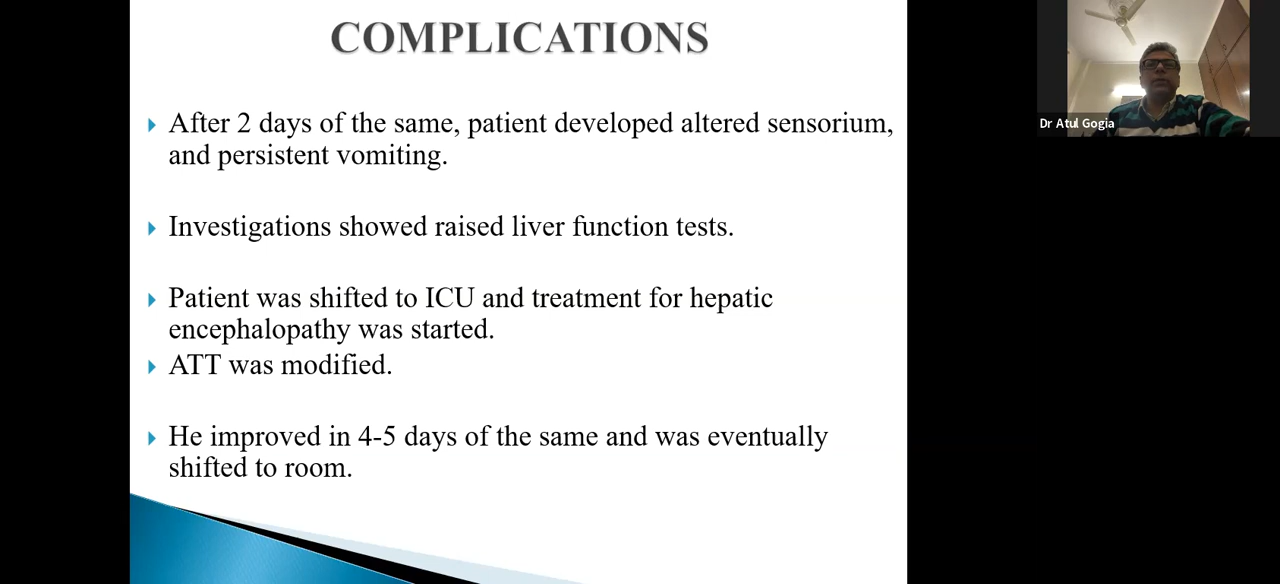 COMPLICATIONS
After 2 days of the same, patient developed altered sensorium,
and persistent vomiting.
Investigations showed raised liver function tests.
Patient was shifted to ICU and treatment for hepatic
encephalopathy was started.
ATT was modified.
He improved in 4-5 days of the same and was eventually
shifted to room.
Dr Atul Gogia